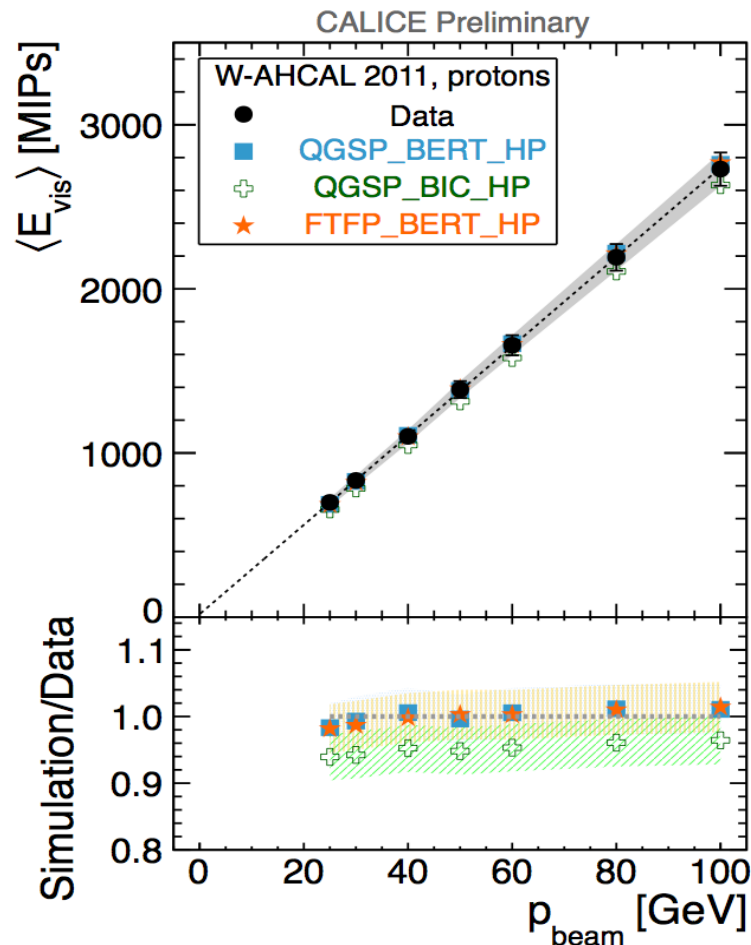 CALICE Preliminary
⟨E_vis⟩ [MIPs]
W-AHCAL 2011, protons
Data
QGSP_BERT_HP
QGSP_BIC_HP
FTFP_BERT_HP
3000
2000
1000
0
Simulation/Data
1.1
1.0
0.9
0.8
0 20 40 60 80 100
p_beam [GeV]